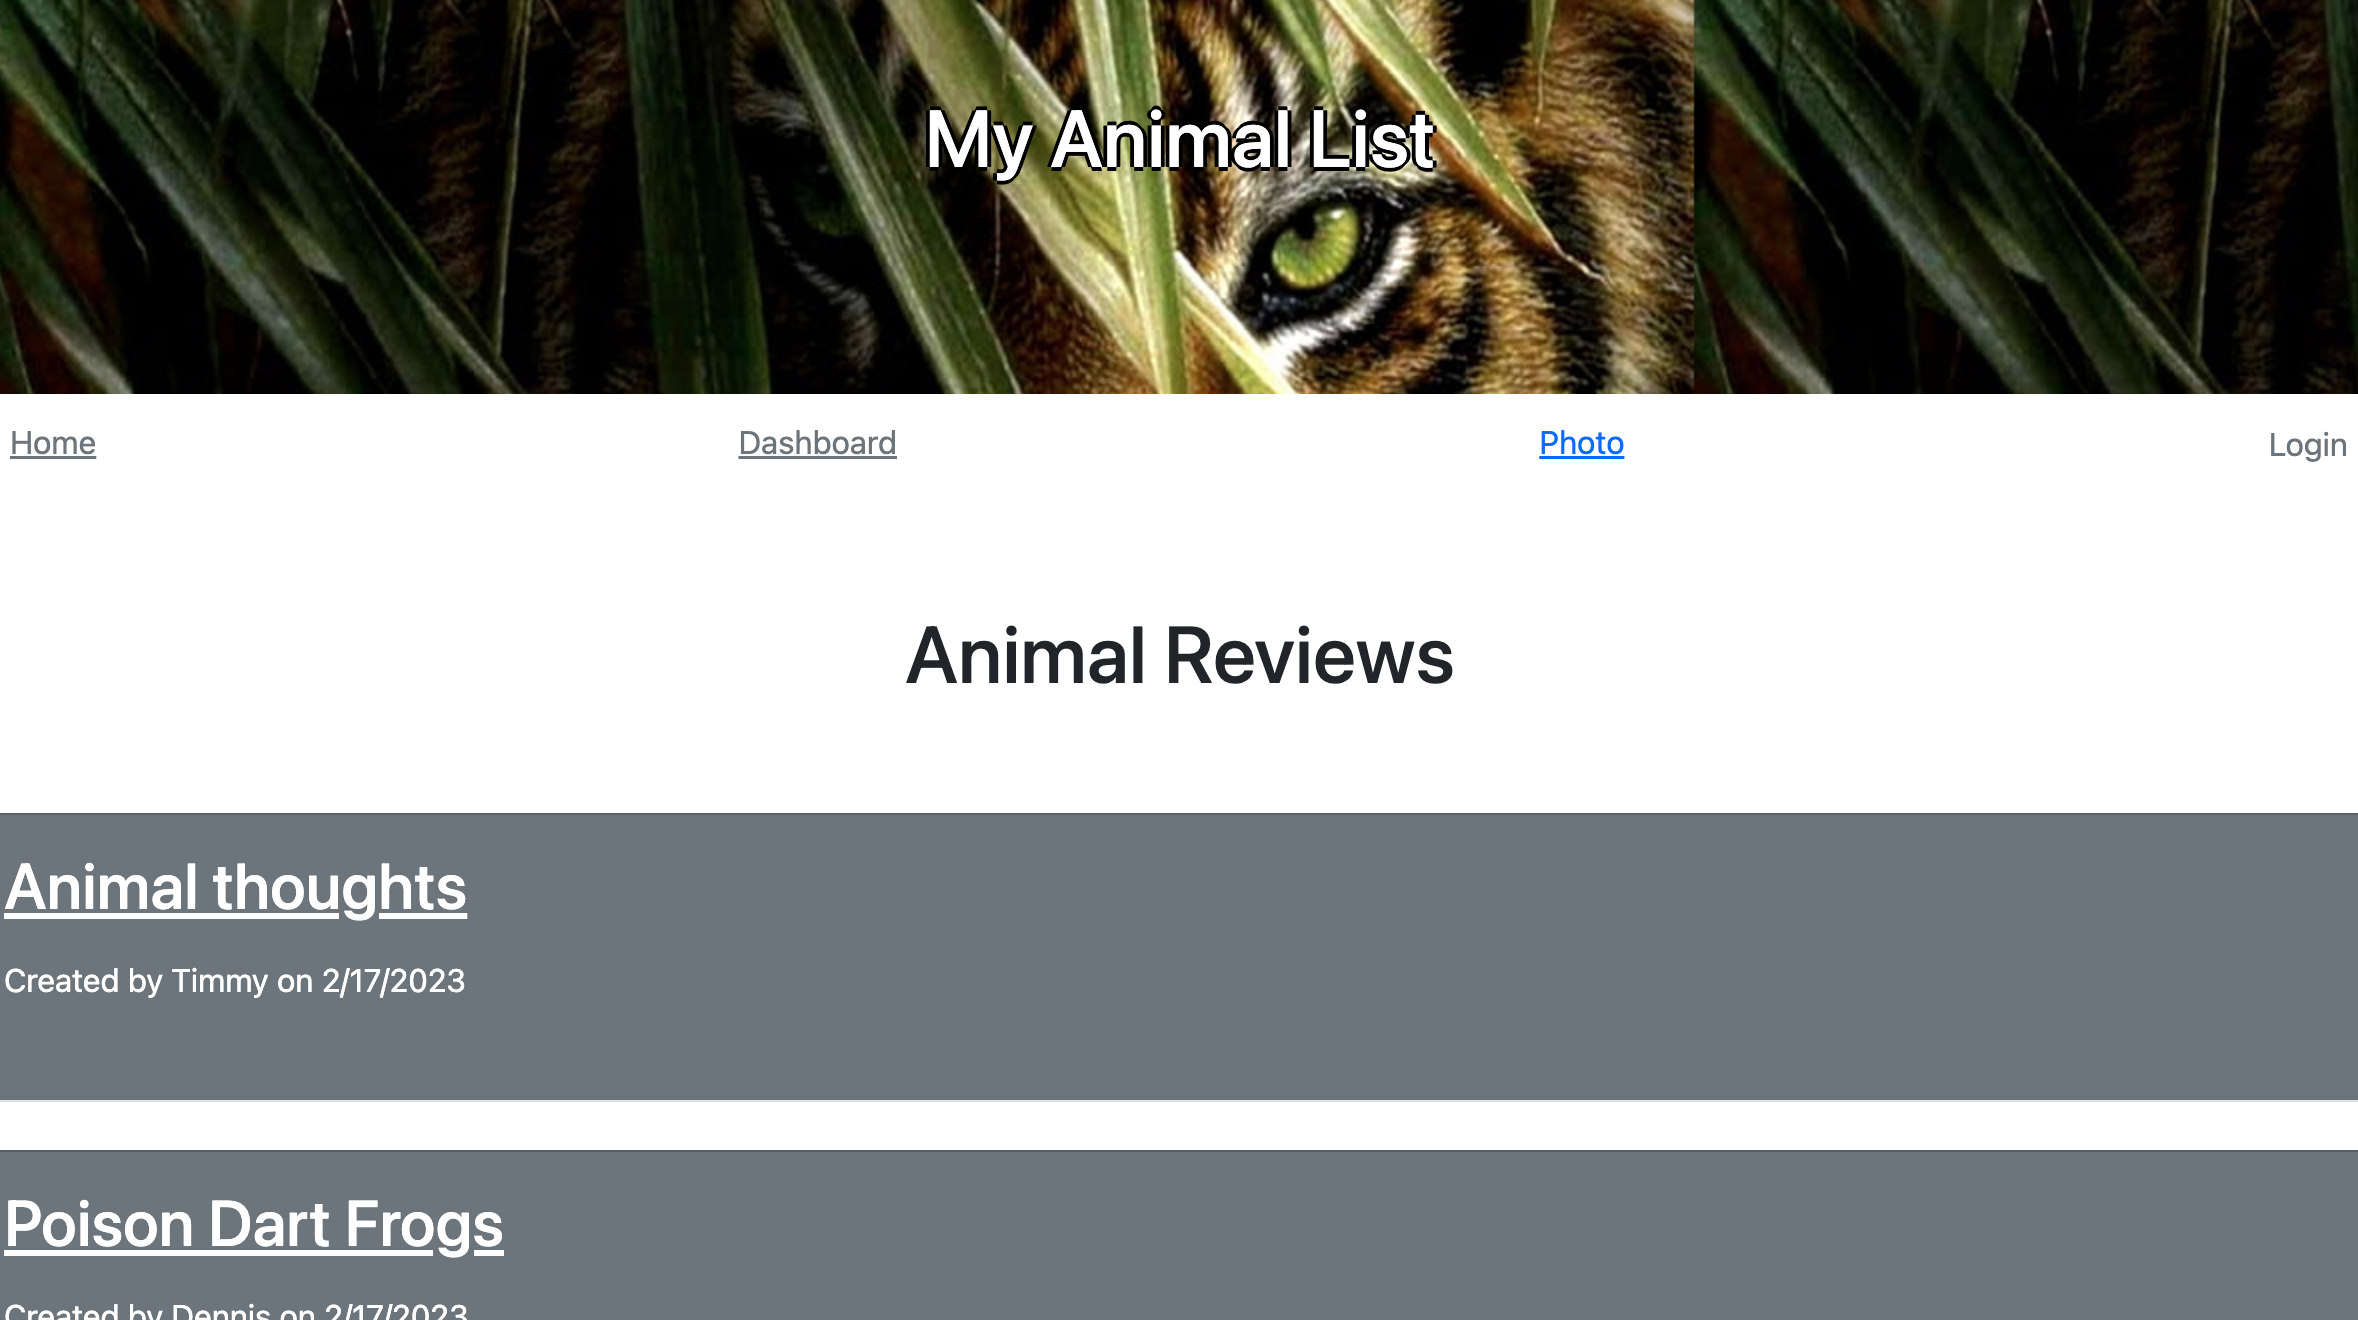 My Animal List
Home Dashboard Photo Login
Animal Reviews
Animal thoughts
Created by Timmy on 2/17/2023
Poison Dart Frogs
Created by Dennis on 2/17/2023